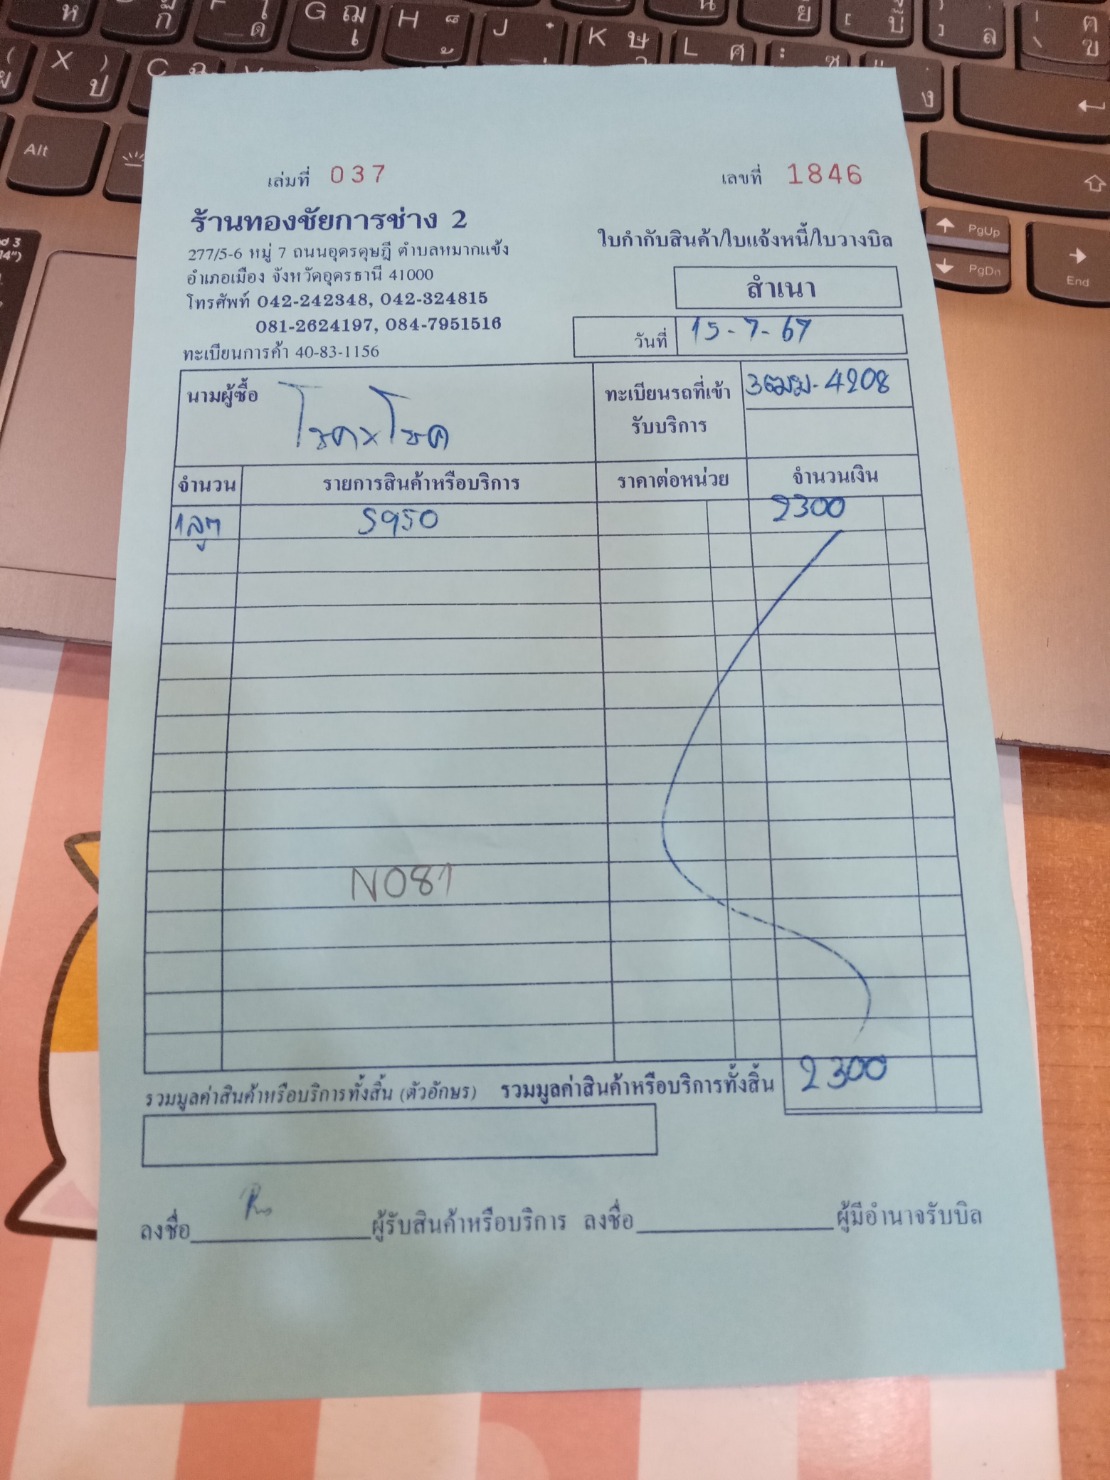 เล่มที่ 037
เลขที่ 1846
ร้านทองชัยการช่าง 2
277/5-6 หมู่ 7 ถนนอุดรดุษฎี ตำบลหมากแข้ง
อำเภอเมือง จังหวัดอุดรธานี 41000
โทรศัพท์ 042-242348, 042-324815
081-2624197, 084-7951516
ทะเบียนการค้า 40-83-1156
ใบกำกับสินค้า/ใบแจ้งหนี้/ใบวางบิล
สำเนา
วันที่ 15-7-67
นามผู้ซื้อ โชคxโชค
ทะเบียนรถที่เข้า
รับบริการ
4208
จำนวน รายการสินค้าหรือบริการ ราคาต่อหน่วย จำนวนเงิน
1ลูก S950 2300
N081
รวมมูลค่าสินค้าหรือบริการทั้งสิ้น (ตัวอักษร) รวมมูลค่าสินค้าหรือบริการทั้งสิ้น 2300
ลงชื่อ ผู้รับสินค้าหรือบริการ ลงชื่อ ผู้มีอำนาจรับบิล
Alt
PgUp
PgDn
End